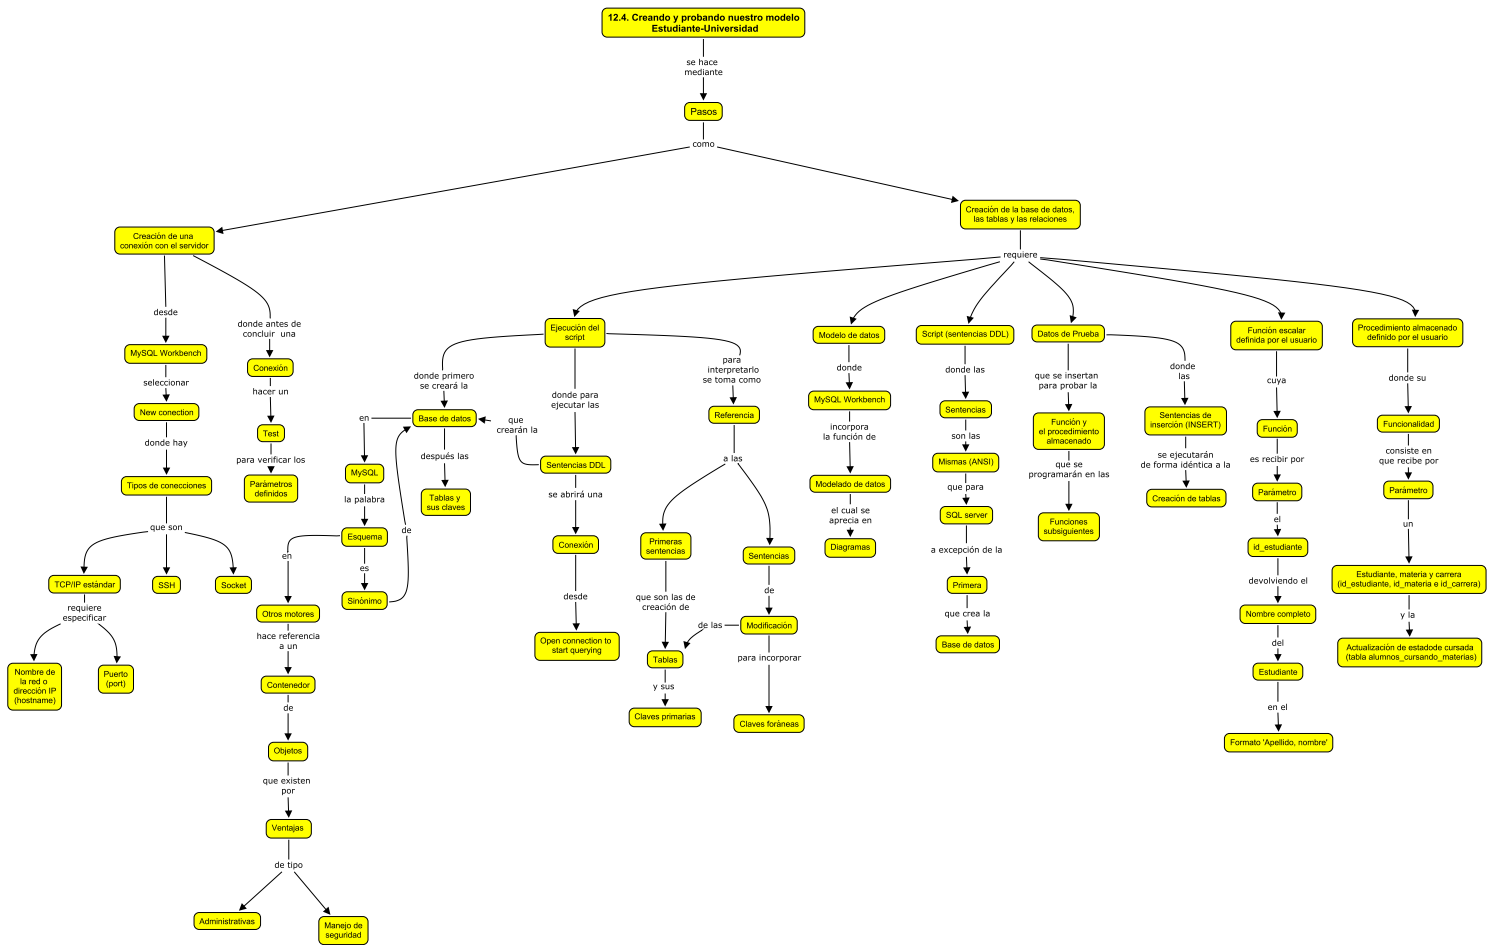 12.4. Creando y probando nuestro modelo
Estudiante-Universidad
se hace
mediante
Pasos
como
Creación de una
conexión con el servidor
desde
MySQL Workbench
seleccionar
New conection
donde hay
Tipos de conecciones
que son
TCP/IP estándar
SSH
Socket
requiere
especificar
Nombre de
la red o
dirección IP
(hostname)
Puerto
(port)
donde antes de
concluir una
Conexión
hacer un
Test
para verificar los
Parámetros
definidos
Creación de la base de datos,
las tablas y las relaciones
requiere
Ejecución del
script
donde primero
se creará la
Base de datos
en
MySQL
la palabra
Esquema
es
Sinónimo
de
en
Otros motores
hace referencia
a un
Contenedor
de
Objetos
que existen
por
Ventajas
de tipo
Administrativas
Manejo de
seguridad
después las
Tablas y
sus claves
donde para
ejecutar las
Sentencias DDL
que
crearán la
se abrirá una
Conexión
desde
Open connection to
start querying
para
interpretarlo
se toma como
Referencia
a las
Primeras
sentencias
que son las de
creación de
Tablas
y sus
Claves primarias
Sentencias
de
Modificación
de las
para incorporar
Claves foráneas
Modelo de datos
donde
MySQL Workbench
incorpora
la función de
Modelado de datos
el cual se
aprecia en
Diagramas
Script (sentencias DDL)
donde las
Sentencias
son las
Mismas (ANSI)
que para
SQL server
a excepción de la
Primera
que crea la
Base de datos
Datos de Prueba
que se insertan
para probar la
Función y
el procedimiento
almacenado
que se
programarán en las
Funciones
subsiguientes
donde
las
Sentencias de
inserción (INSERT)
se ejecutarán
de forma idéntica a la
Creación de tablas
Función escalar
definida por el usuario
cuya
Función
es recibir por
Parámetro
el
id_estudiante
devolviendo el
Nombre completo
del
Estudiante
en el
Formato 'Apellido, nombre'
Procedimiento almacenado
definido por el usuario
donde su
Funcionalidad
consiste en
que recibe por
Parámetro
un
Estudiante, materia y carrera
(id_estudiante, id_materia e id_carrera)
y la
Actualización de estadode cursada
(tabla alumnos_cursando_materias)